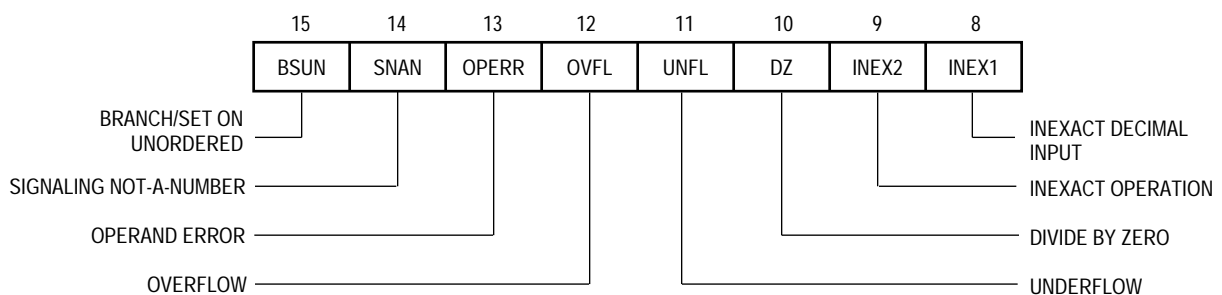 15 14 13 12 11 10 9 8
BSUN SNAN OPERR OVFL UNFL DZ INEX2 INEX1
BRANCH/SET ON
UNORDERED
INEXACT DECIMAL
INPUT
SIGNALING NOT-A-NUMBER
INEXACT OPERATION
OPERAND ERROR
DIVIDE BY ZERO
OVERFLOW
UNDERFLOW